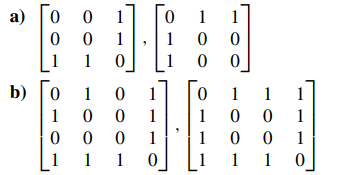 a) [0 0 1 [0 1 1
0 0 1 , 1 0 0
1 1 0] 1 0 0]
b) [0 1 0 1 [0 1 1 1
1 0 0 1 1 0 0 1
0 0 0 1 , 1 0 0 1
1 1 1 0] 1 1 1 0]